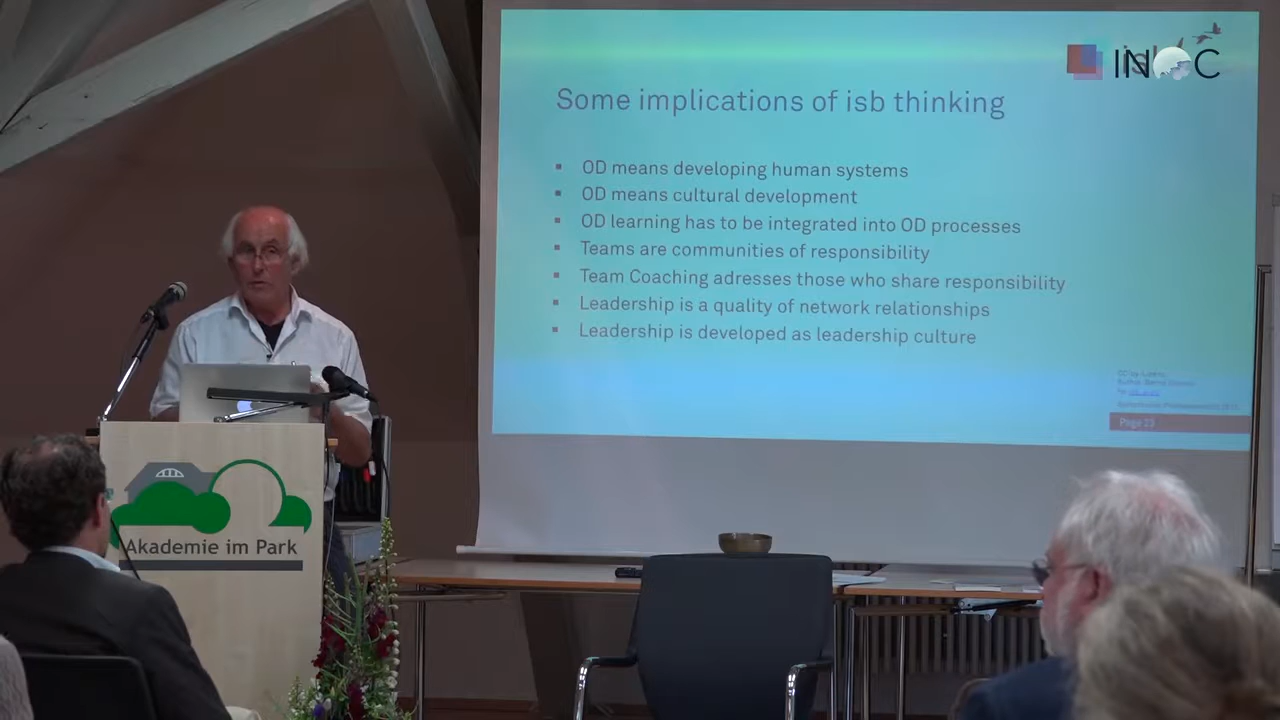 INOC
Some implications of isb thinking
OD means developing human systems
OD means cultural development
OD learning has to be integrated into OD processes
Teams are communities of responsibility
Team Coaching adresses those who share responsibility
Leadership is a quality of network relationships
Leadership is developed as leadership culture
Page 23
Akademie im Park